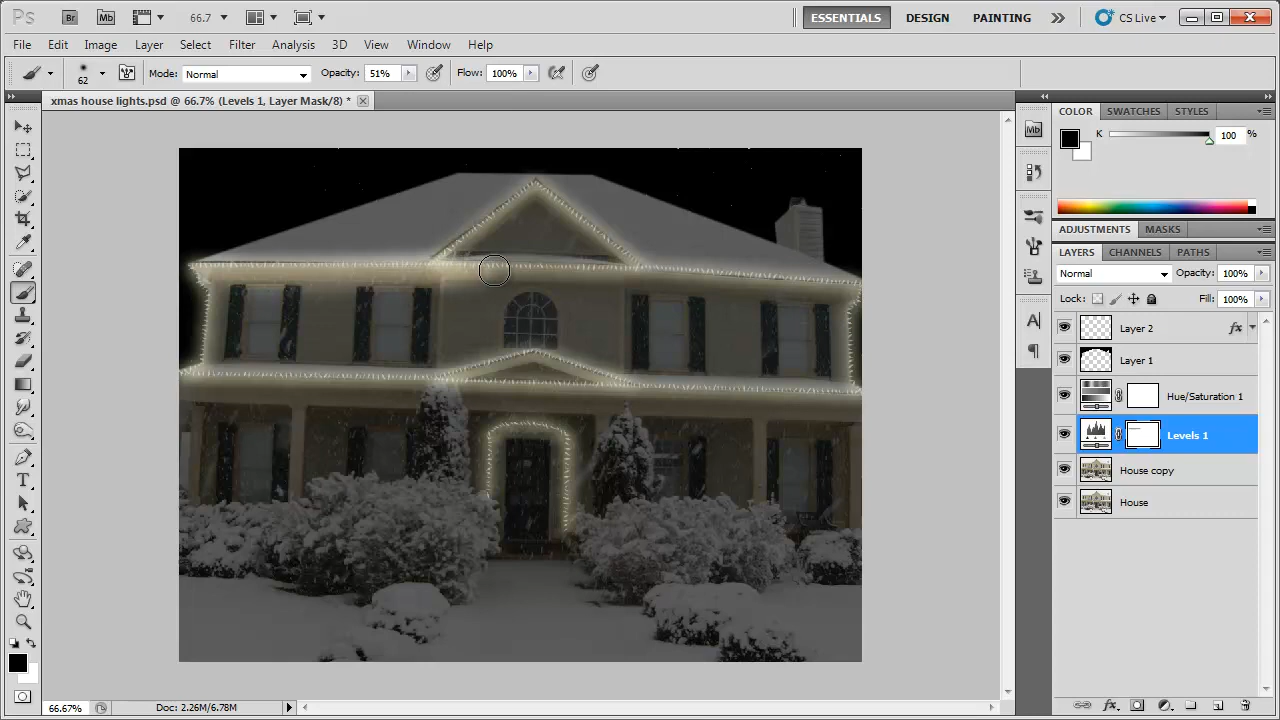 Ps Br Mb 66.7 ESSENTIALS DESIGN PAINTING CS Live
File Edit Image Layer Select Filter Analysis 3D View Window Help
62 Mode: Normal Opacity: 51% Flow: 100%
xmas house lights.psd @ 66.7% (Levels 1, Layer Mask/8) *
COLOR SWATCHES STYLES
Mb
K 100 %
ADJUSTMENTS MASKS
LAYERS CHANNELS PATHS
Normal Opacity: 100%
Lock: Fill: 100%
A
Layer 2 fx
Layer 1
Hue/Saturation 1
Levels 1
House copy
House
T
fx
66.67% Doc: 2.26M/6.78M